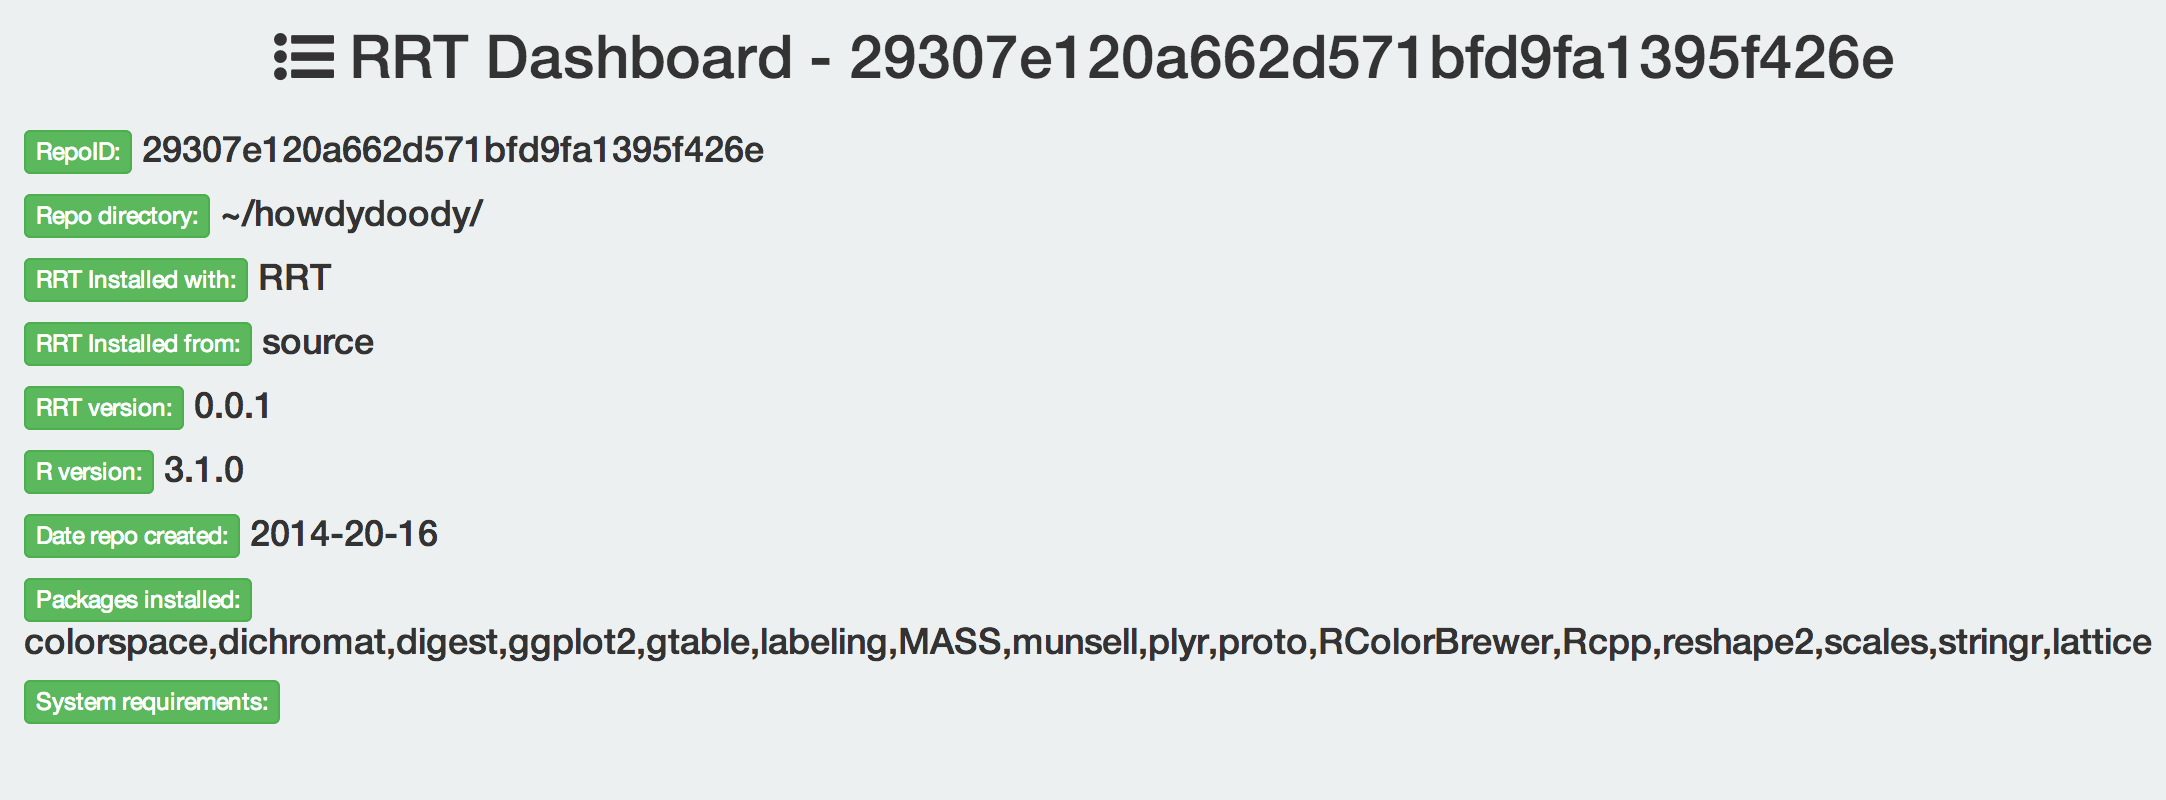 RRT Dashboard - 29307e120a662d571bfd9fa1395f426e
RepoID: 29307e120a662d571bfd9fa1395f426e
Repo directory: ~/howdydoody/
RRT Installed with: RRT
RRT Installed from: source
RRT version: 0.0.1
R version: 3.1.0
Date repo created: 2014-20-16
Packages installed:
colorspace,dichromat,digest,ggplot2,gtable,labeling,MASS,munsell,plyr,proto,RColorBrewer,Rcpp,reshape2,scales,stringr,lattice
System requirements: